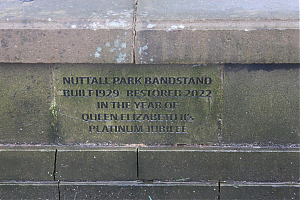 NUTTALL PARK BANDSTAND
BUILT 1929 RESTORED 2022
IN THE YEAR OF
QUEEN ELIZABETH II's
PLATINUM JUBILEE